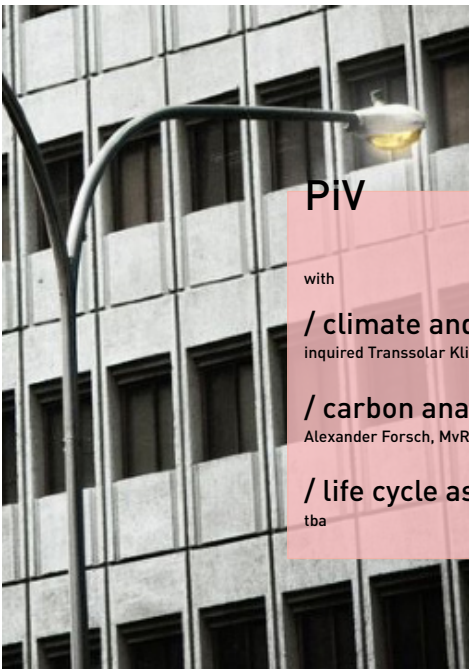 PiV
with
/ climate and
inquired Transsolar Kli
/ carbon ana
Alexander Forsch, MvR
/ life cycle as
tba